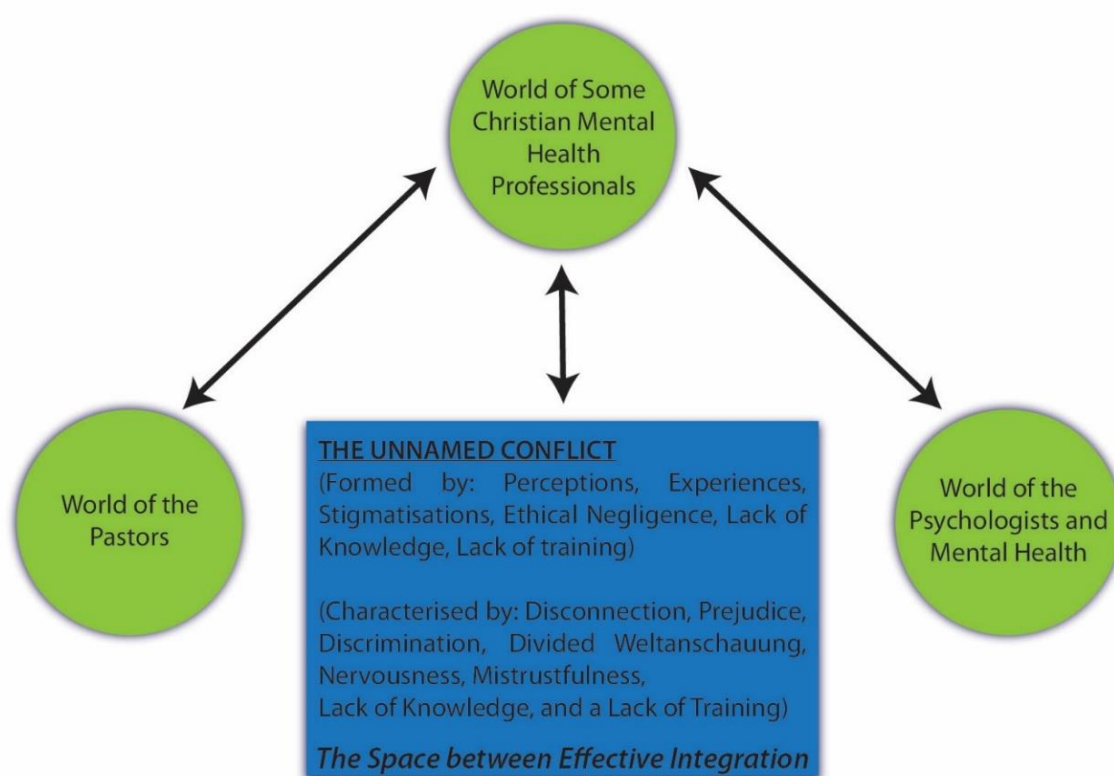 World of Some
Christian Mental
Health
Professionals
World of the
Pastors
THE UNNAMED CONFLICT
(Formed by: Perceptions, Experiences,
Stigmatisations, Ethical Negligence, Lack of
Knowledge, Lack of training)
(Characterised by: Disconnection, Prejudice,
Discrimination, Divided Weltanschauung,
Nervousness, Mistrustfulness,
Lack of Knowledge, and a Lack of Training)
The Space between Effective Integration
World of the
Psychologists and
Mental Health